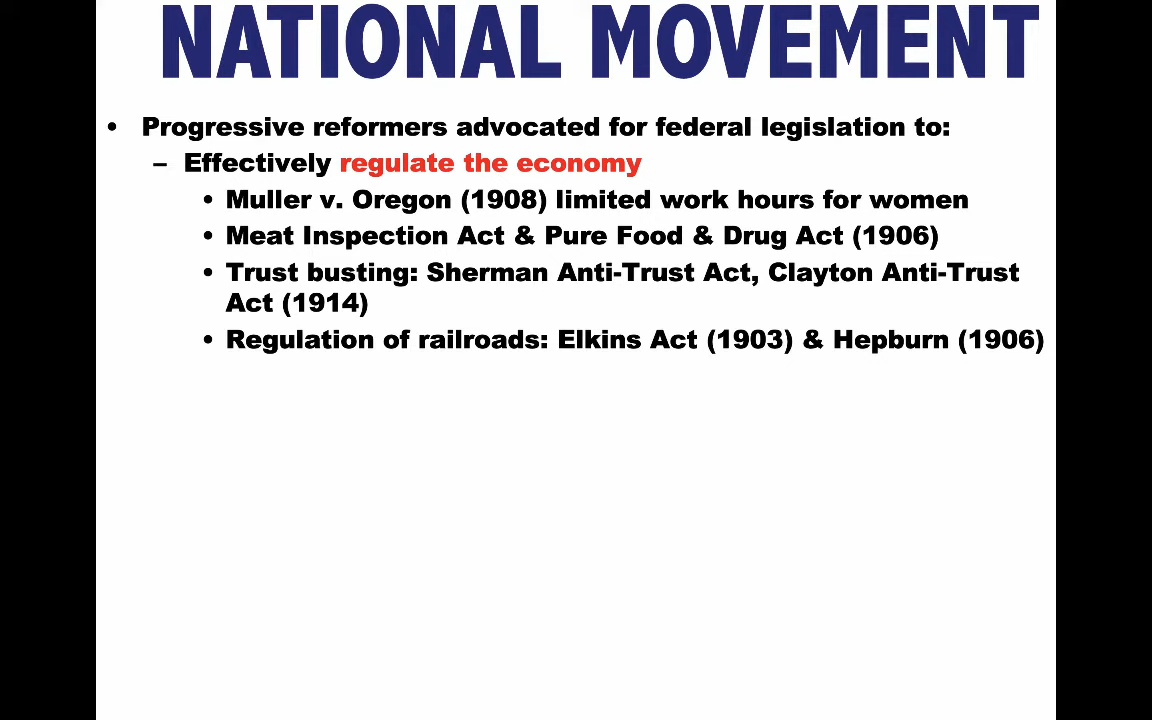 NATIONAL MOVEMENT
• Progressive reformers advocated for federal legislation to:
– Effectively regulate the economy
• Muller v. Oregon (1908) limited work hours for women
• Meat Inspection Act & Pure Food & Drug Act (1906)
• Trust busting: Sherman Anti-Trust Act, Clayton Anti-Trust
Act (1914)
• Regulation of railroads: Elkins Act (1903) & Hepburn (1906)